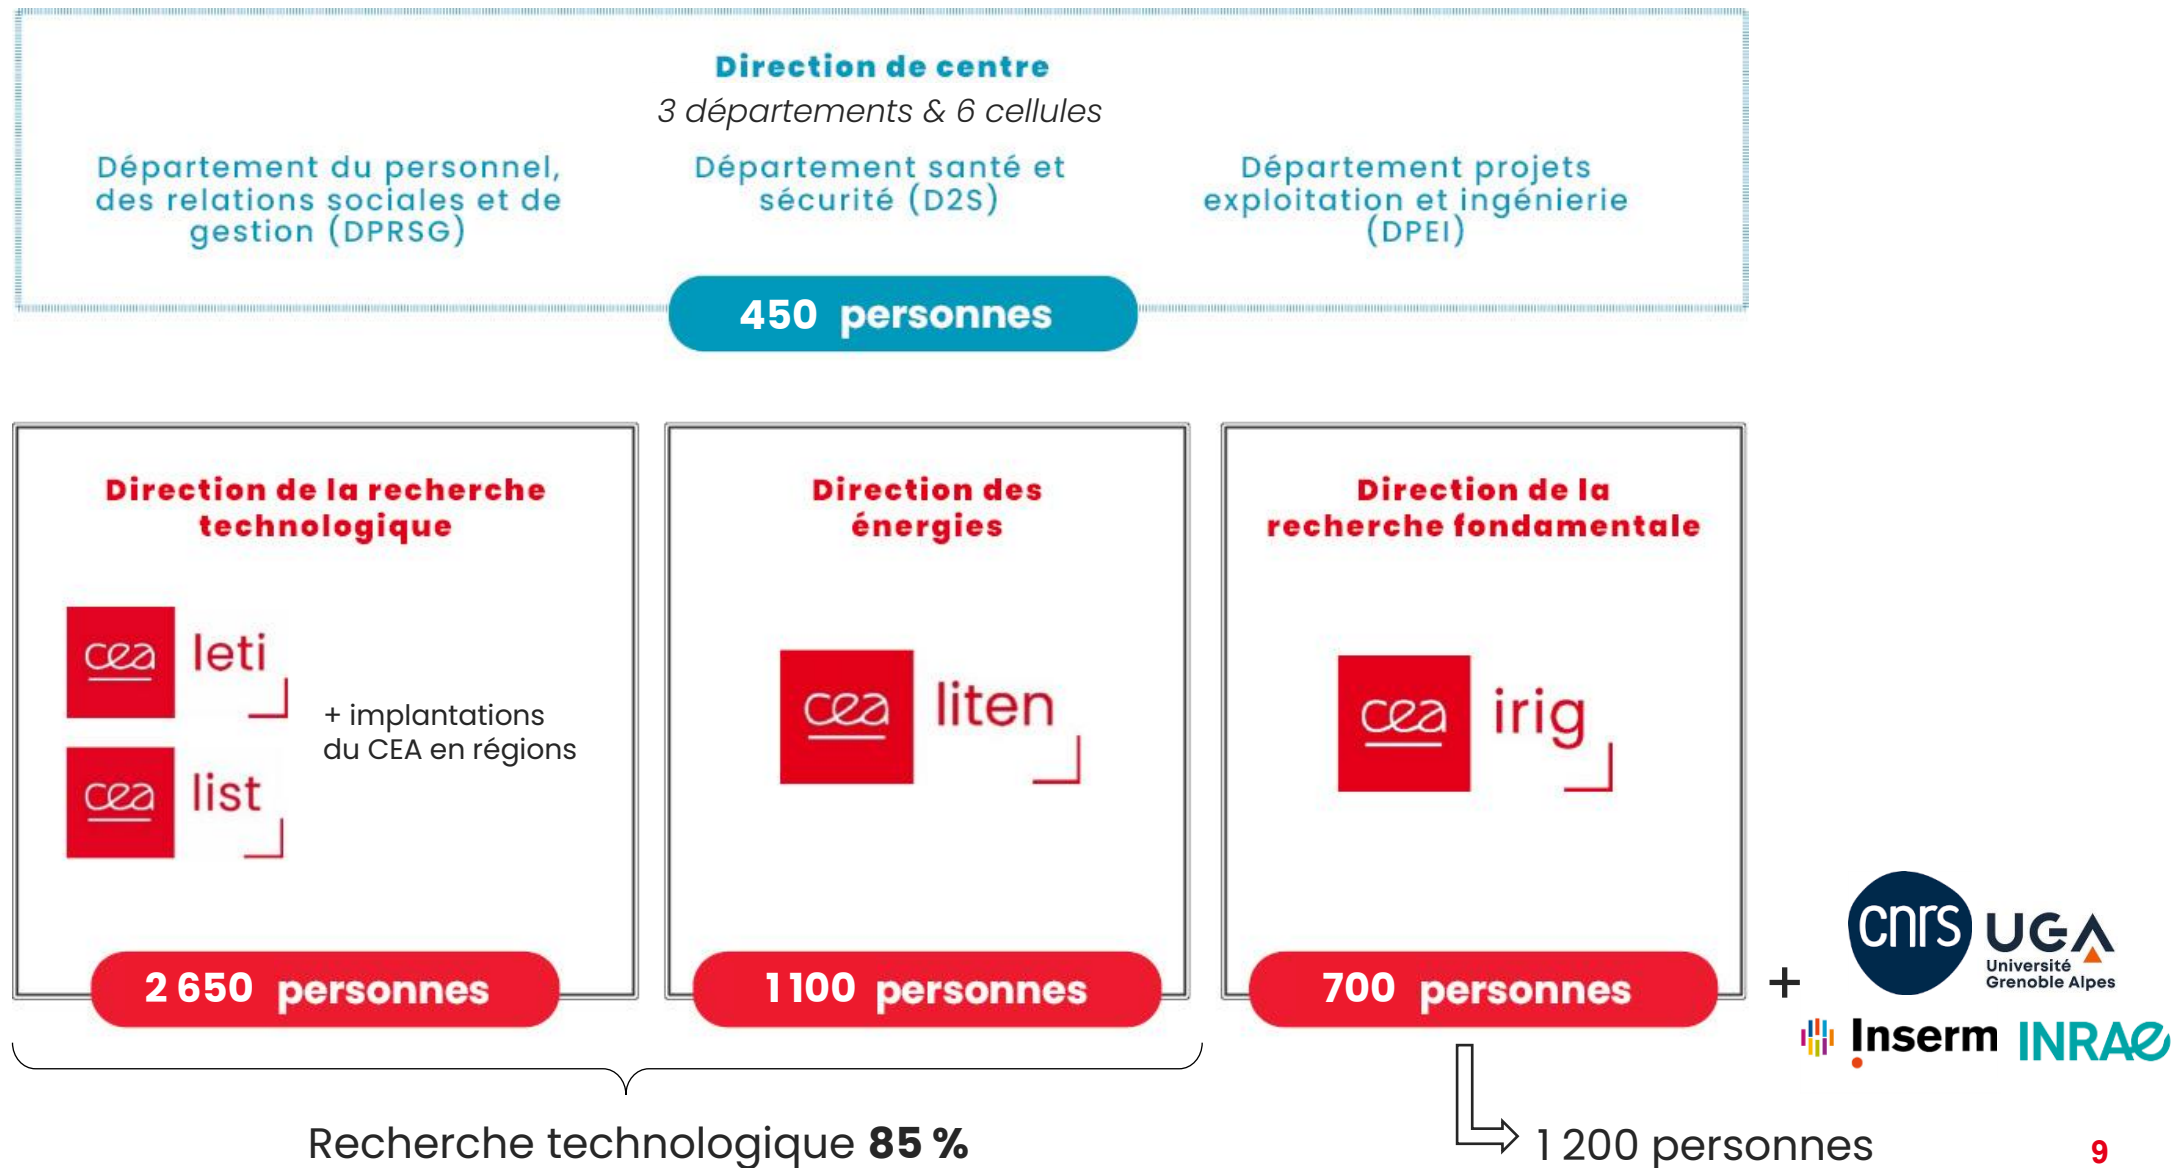 Direction de centre
3 départements & 6 cellules
Département du personnel,
des relations sociales et de
gestion (DPRSG)
Département santé et
sécurité (D2S)
Département projets
exploitation et ingénierie
(DPEI)
450 personnes
Direction de la recherche
technologique
cea leti
+ implantations
du CEA en régions
cea list
2 650 personnes
Direction des
énergies
cea liten
1 100 personnes
Direction de la
recherche fondamentale
cea irig
700 personnes
+
cnrs
UGA
Université
Grenoble Alpes
Inserm
INRAE
Recherche technologique 85 %
1 200 personnes
9